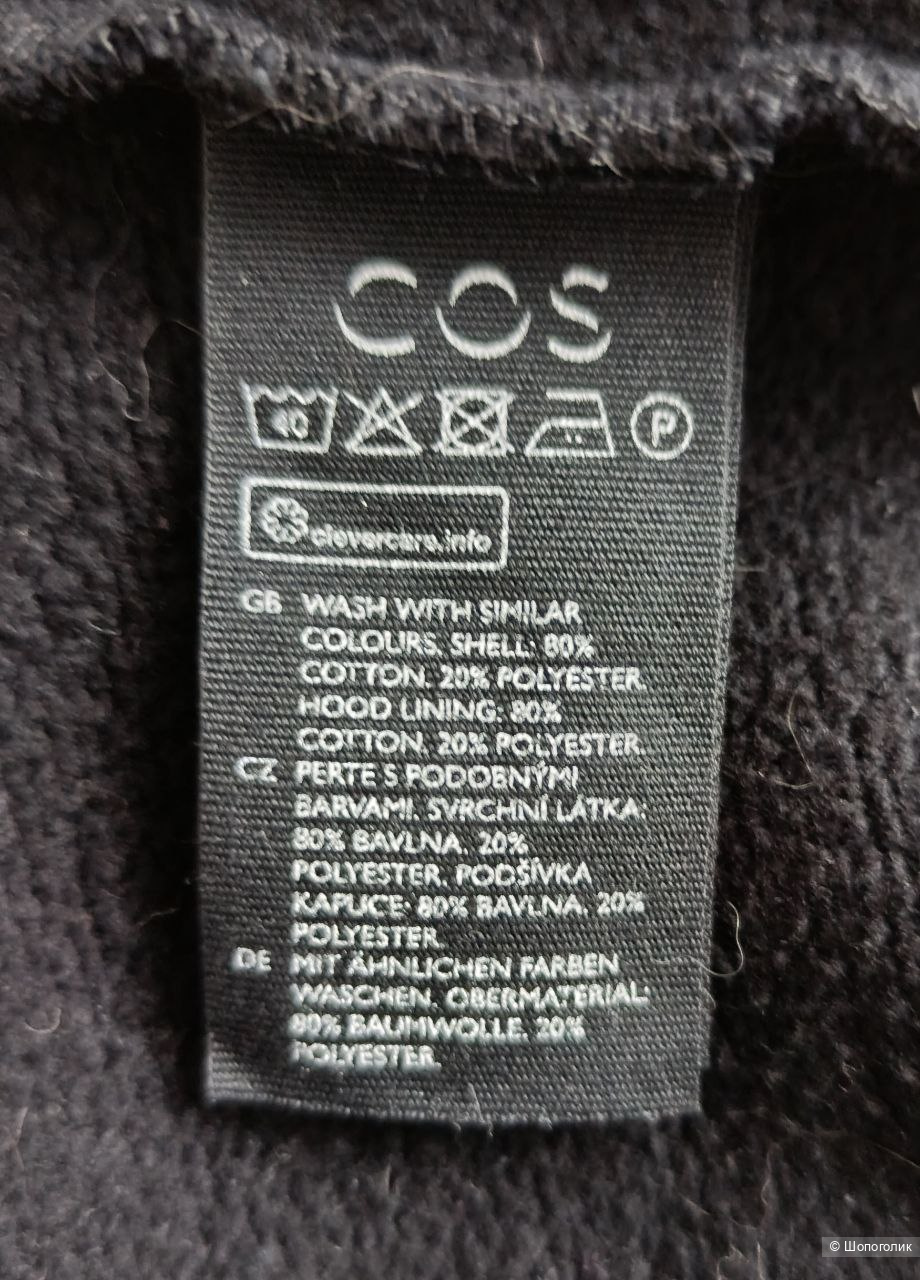 COS
40
P
clevercare.info
GB WASH WITH SIMILAR
COLOURS. SHELL: 80%
COTTON. 20% POLYESTER.
HOOD LINING: 80%
COTTON. 20% POLYESTER.
CZ PERTE S PODOBNÝMI
BARVAMI. SVRCHNÍ LÁTKA:
80% BAVLNA. 20%
POLYESTER. PODŠÍVKA
KAPUCE: 80% BAVLNA. 20%
POLYESTER.
DE MIT ÄHNLICHEN FARBEN
WASCHEN. OBERMATERIAL
80% BAUMWOLLE. 20%
POLYESTER.
© Шопоголик